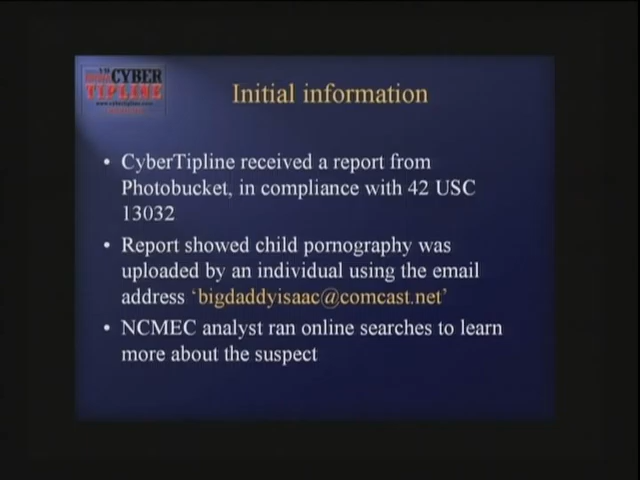 CYBER
TIPLINE
www.cybertipline.com
Initial information
• CyberTipline received a report from
Photobucket, in compliance with 42 USC
13032
• Report showed child pornography was
uploaded by an individual using the email
address ‘bigdaddyisaac@comcast.net’
• NCMEC analyst ran online searches to learn
more about the suspect